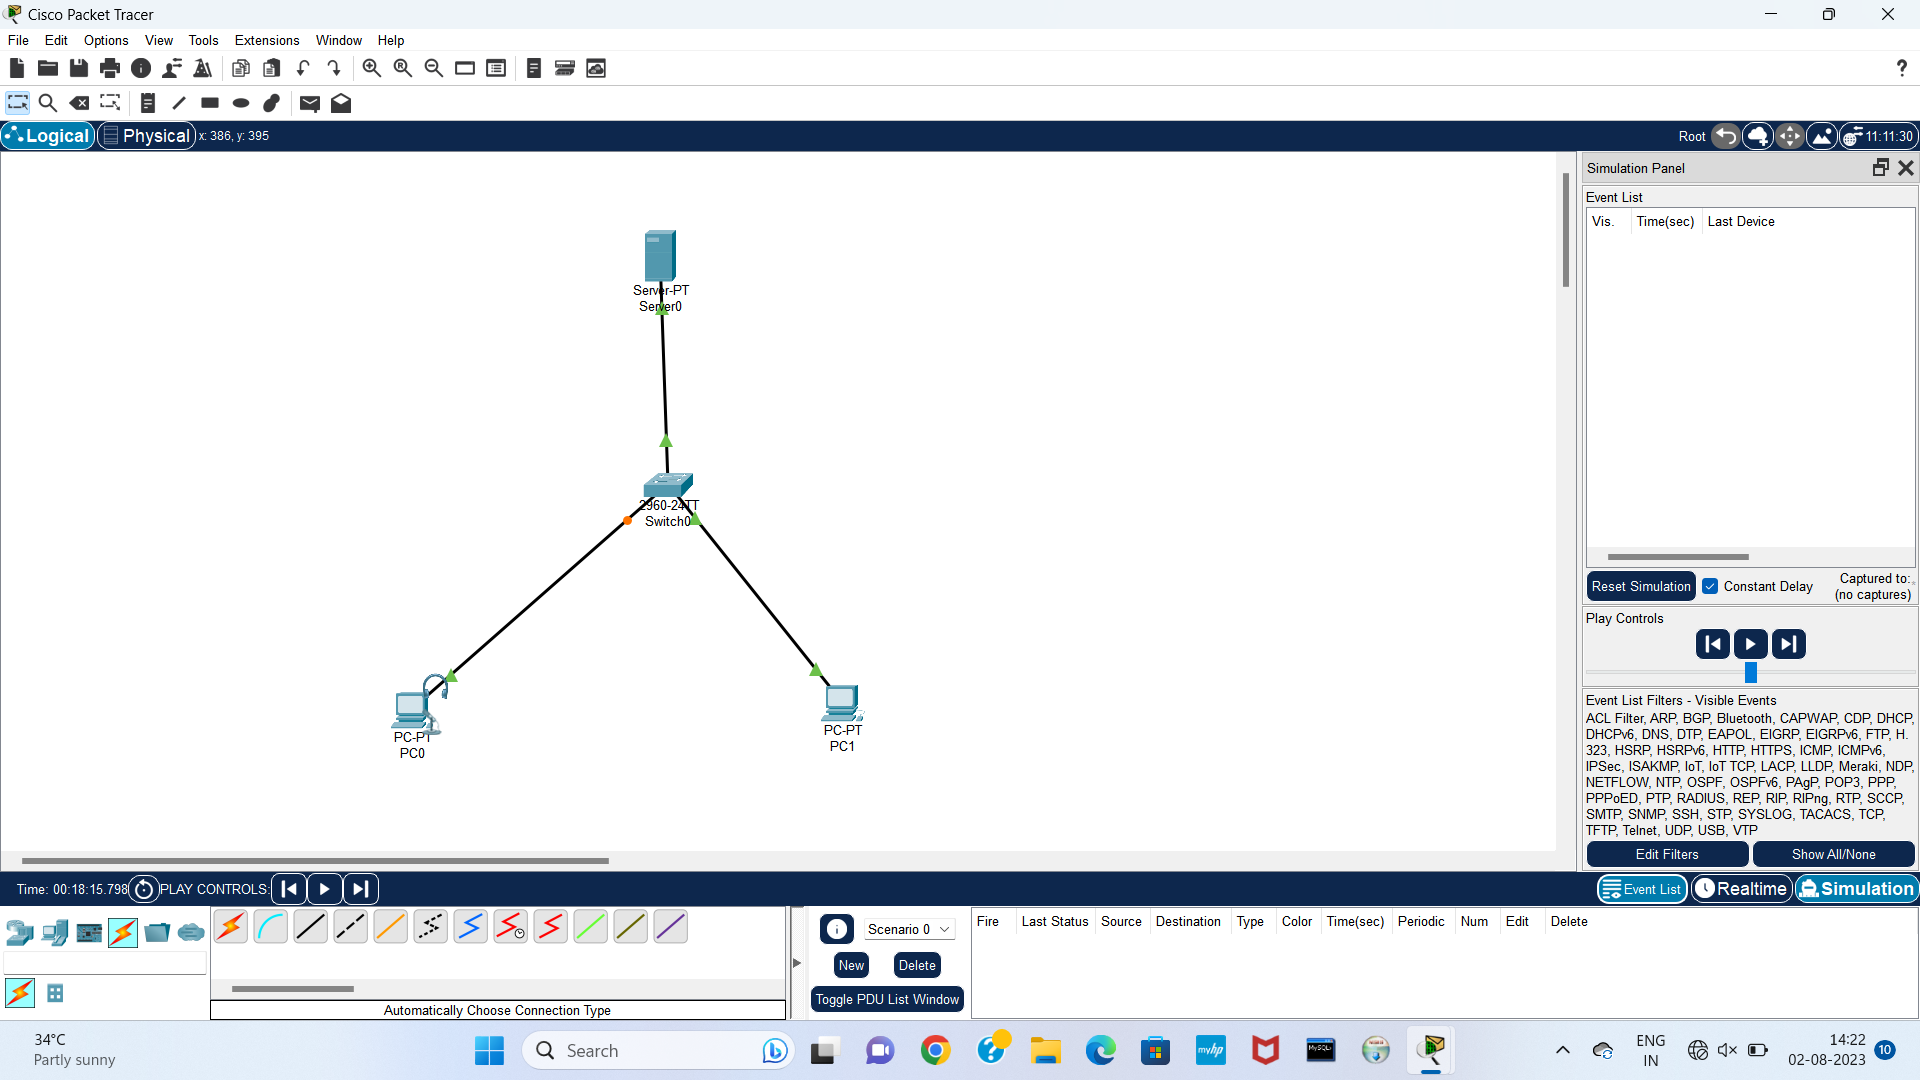 Cisco Packet Tracer
File Edit Options View Tools Extensions Window Help
?
Logical Physical x: 386, y: 395 Root 11:11:30
Simulation Panel
Event List
Vis. Time(sec) Last Device
Server-PT
Server0
2960-24TT
Switch0
PC-PT
PC0
PC-PT
PC1
Reset Simulation Constant Delay Captured to:
(no captures)
Play Controls
Event List Filters - Visible Events
ACL Filter, ARP, BGP, Bluetooth, CAPWAP, CDP, DHCP,
DHCPv6, DNS, DTP, EAPOL, EIGRP, EIGRPv6, FTP, H.
323, HSRP, HSRPv6, HTTP, HTTPS, ICMP, ICMPv6,
IPSec, ISAKMP, IoT, IoT TCP, LACP, LLDP, Meraki, NDP,
NETFLOW, NTP, OSPF, OSPFv6, PAgP, POP3, PPP,
PPPoED, PTP, RADIUS, REP, RIP, RIPng, RTP, SCCP,
SMTP, SNMP, SSH, STP, SYSLOG, TACACS, TCP,
TFTP, Telnet, UDP, USB, VTP
Edit Filters Show All/None
Time: 00:18:15.798 PLAY CONTROLS: Event List Realtime Simulation
Scenario 0
New Delete
Toggle PDU List Window
Fire Last Status Source Destination Type Color Time(sec) Periodic Num Edit Delete
Automatically Choose Connection Type
34°C
Partly sunny
Search
myhp
MySQL
ENG
IN
14:22
02-08-2023
10